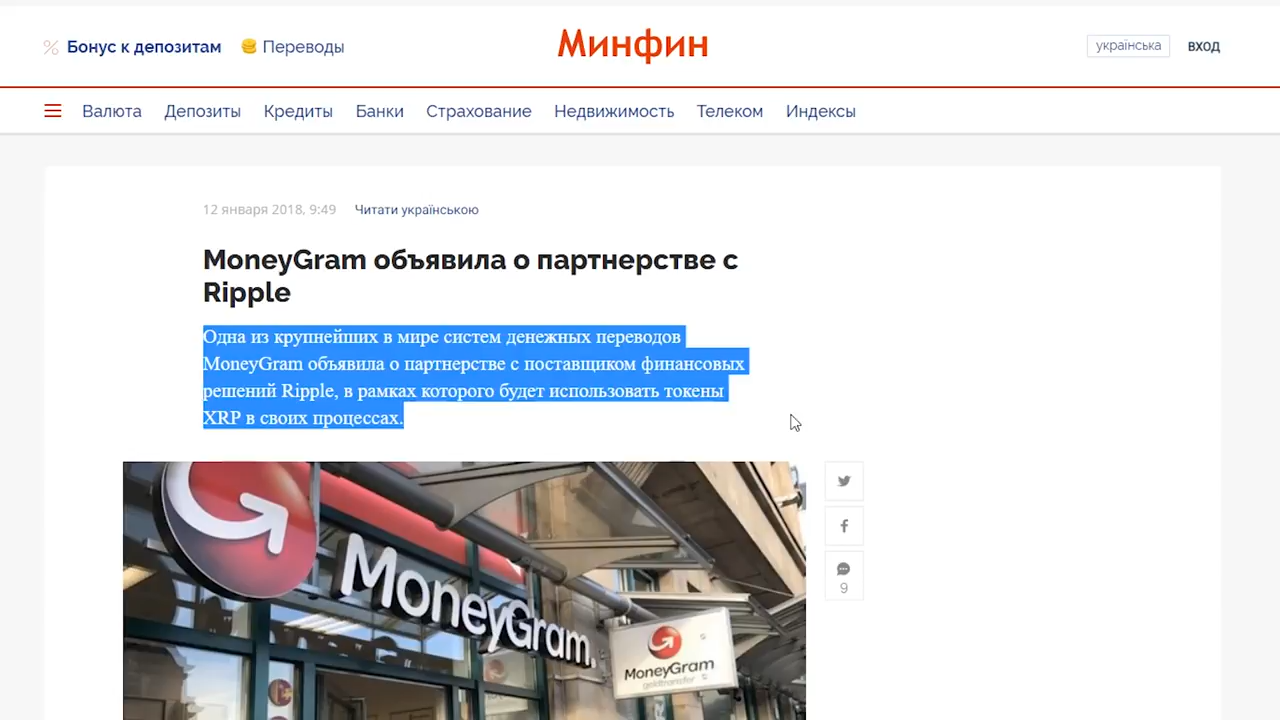 Бонус к депозитам
Переводы
Минфин
українська
ВХОД
Валюта Депозиты Кредиты Банки Страхование Недвижимость Телеком Индексы
12 января 2018, 9:49 Читати українською
MoneyGram объявила о партнерстве с
Ripple
Одна из крупнейших в мире систем денежных переводов
MoneyGram объявила о партнерстве с поставщиком финансовых
решений Ripple, в рамках которого будет использовать токены
XRP в своих процессах.
MoneyGram.
MoneyGram
geldtransfer
9